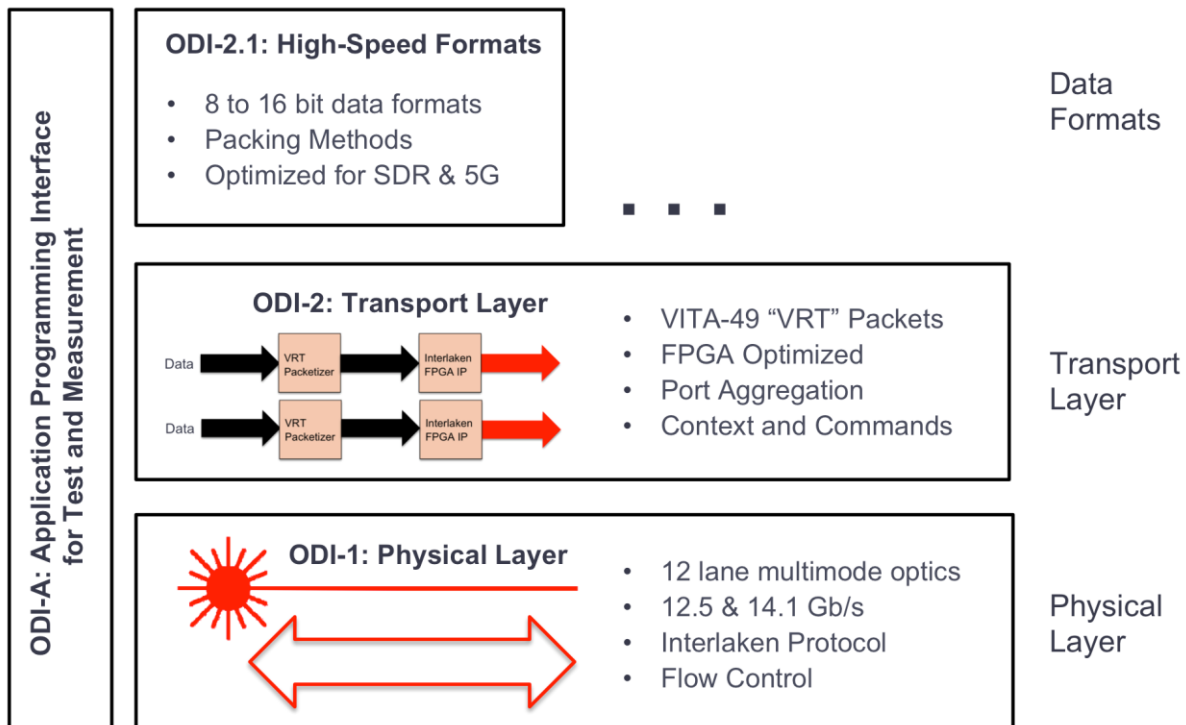 ODI-A: Application Programming Interface
for Test and Measurement
ODI-2.1: High-Speed Formats
• 8 to 16 bit data formats
• Packing Methods
• Optimized for SDR & 5G
. . .
Data
Formats
ODI-2: Transport Layer
Data
VRT
Packetizer
Interlaken
FPGA IP
Data
VRT
Packetizer
Interlaken
FPGA IP
• VITA-49 “VRT” Packets
• FPGA Optimized
• Port Aggregation
• Context and Commands
Transport
Layer
ODI-1: Physical Layer
• 12 lane multimode optics
• 12.5 & 14.1 Gb/s
• Interlaken Protocol
• Flow Control
Physical
Layer